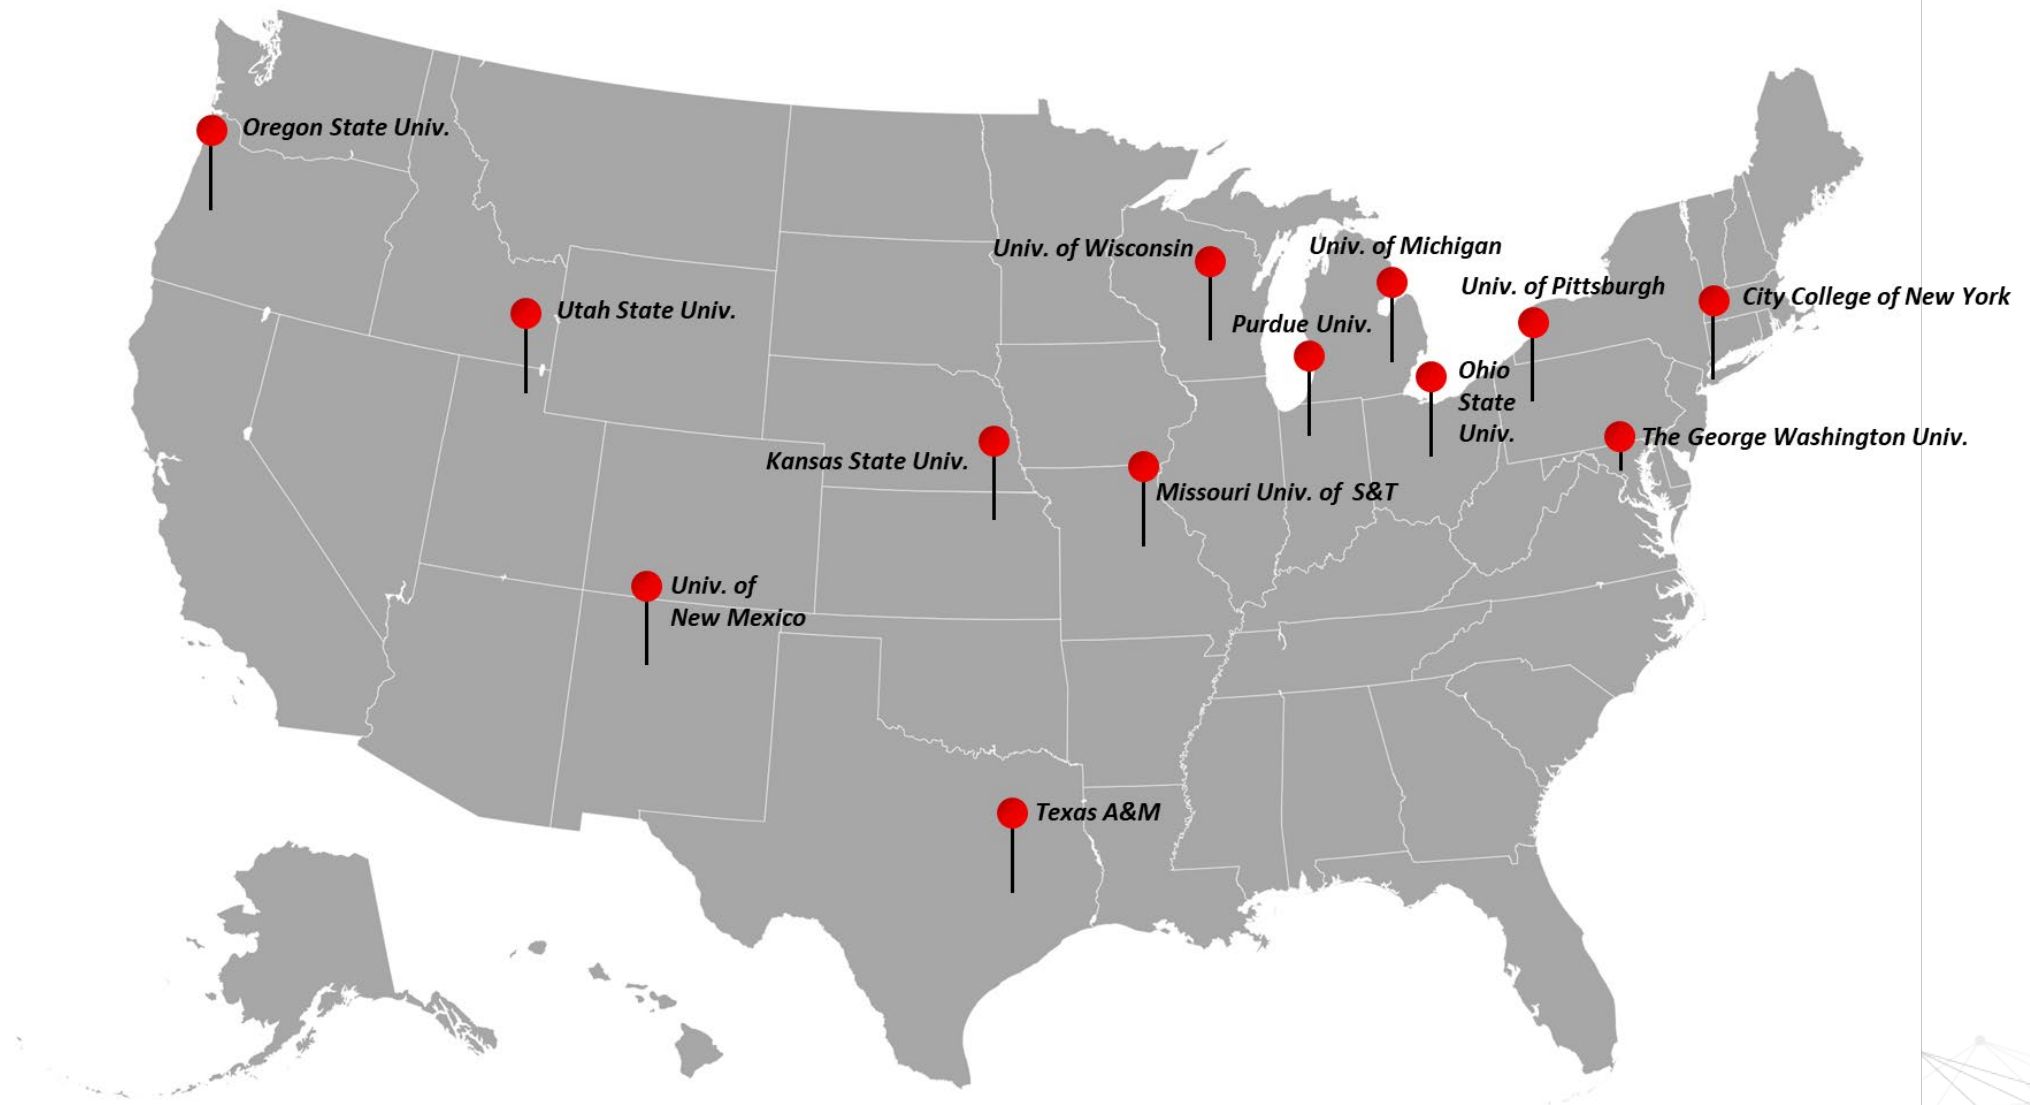 Oregon State Univ.
Univ. of Wisconsin
Univ. of Michigan
Univ. of Pittsburgh
City College of New York
Utah State Univ.
Purdue Univ.
Ohio
State
Univ.
The George Washington Univ.
Kansas State Univ.
Missouri Univ. of S&T
Univ. of
New Mexico
Texas A&M